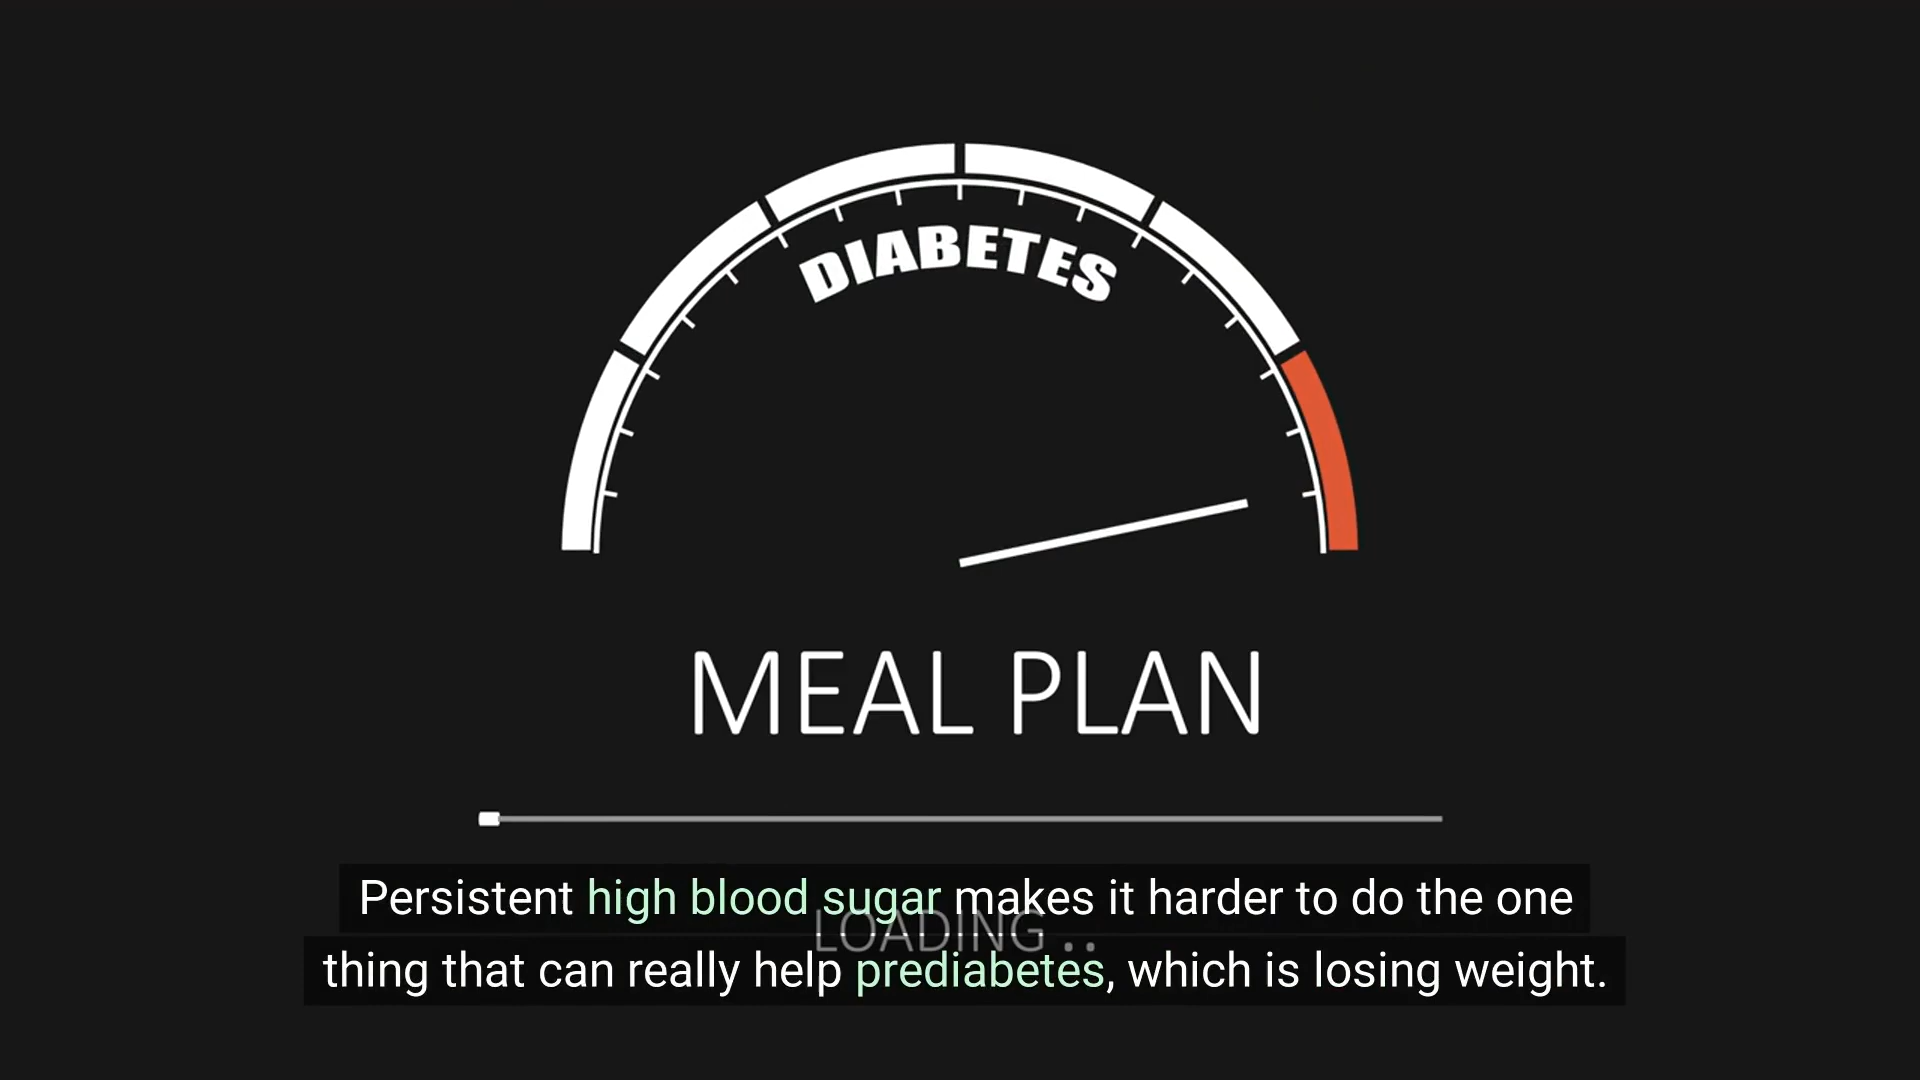 DIABETES
MEAL PLAN
LOADING ..
Persistent high blood sugar makes it harder to do the one
thing that can really help prediabetes, which is losing weight.